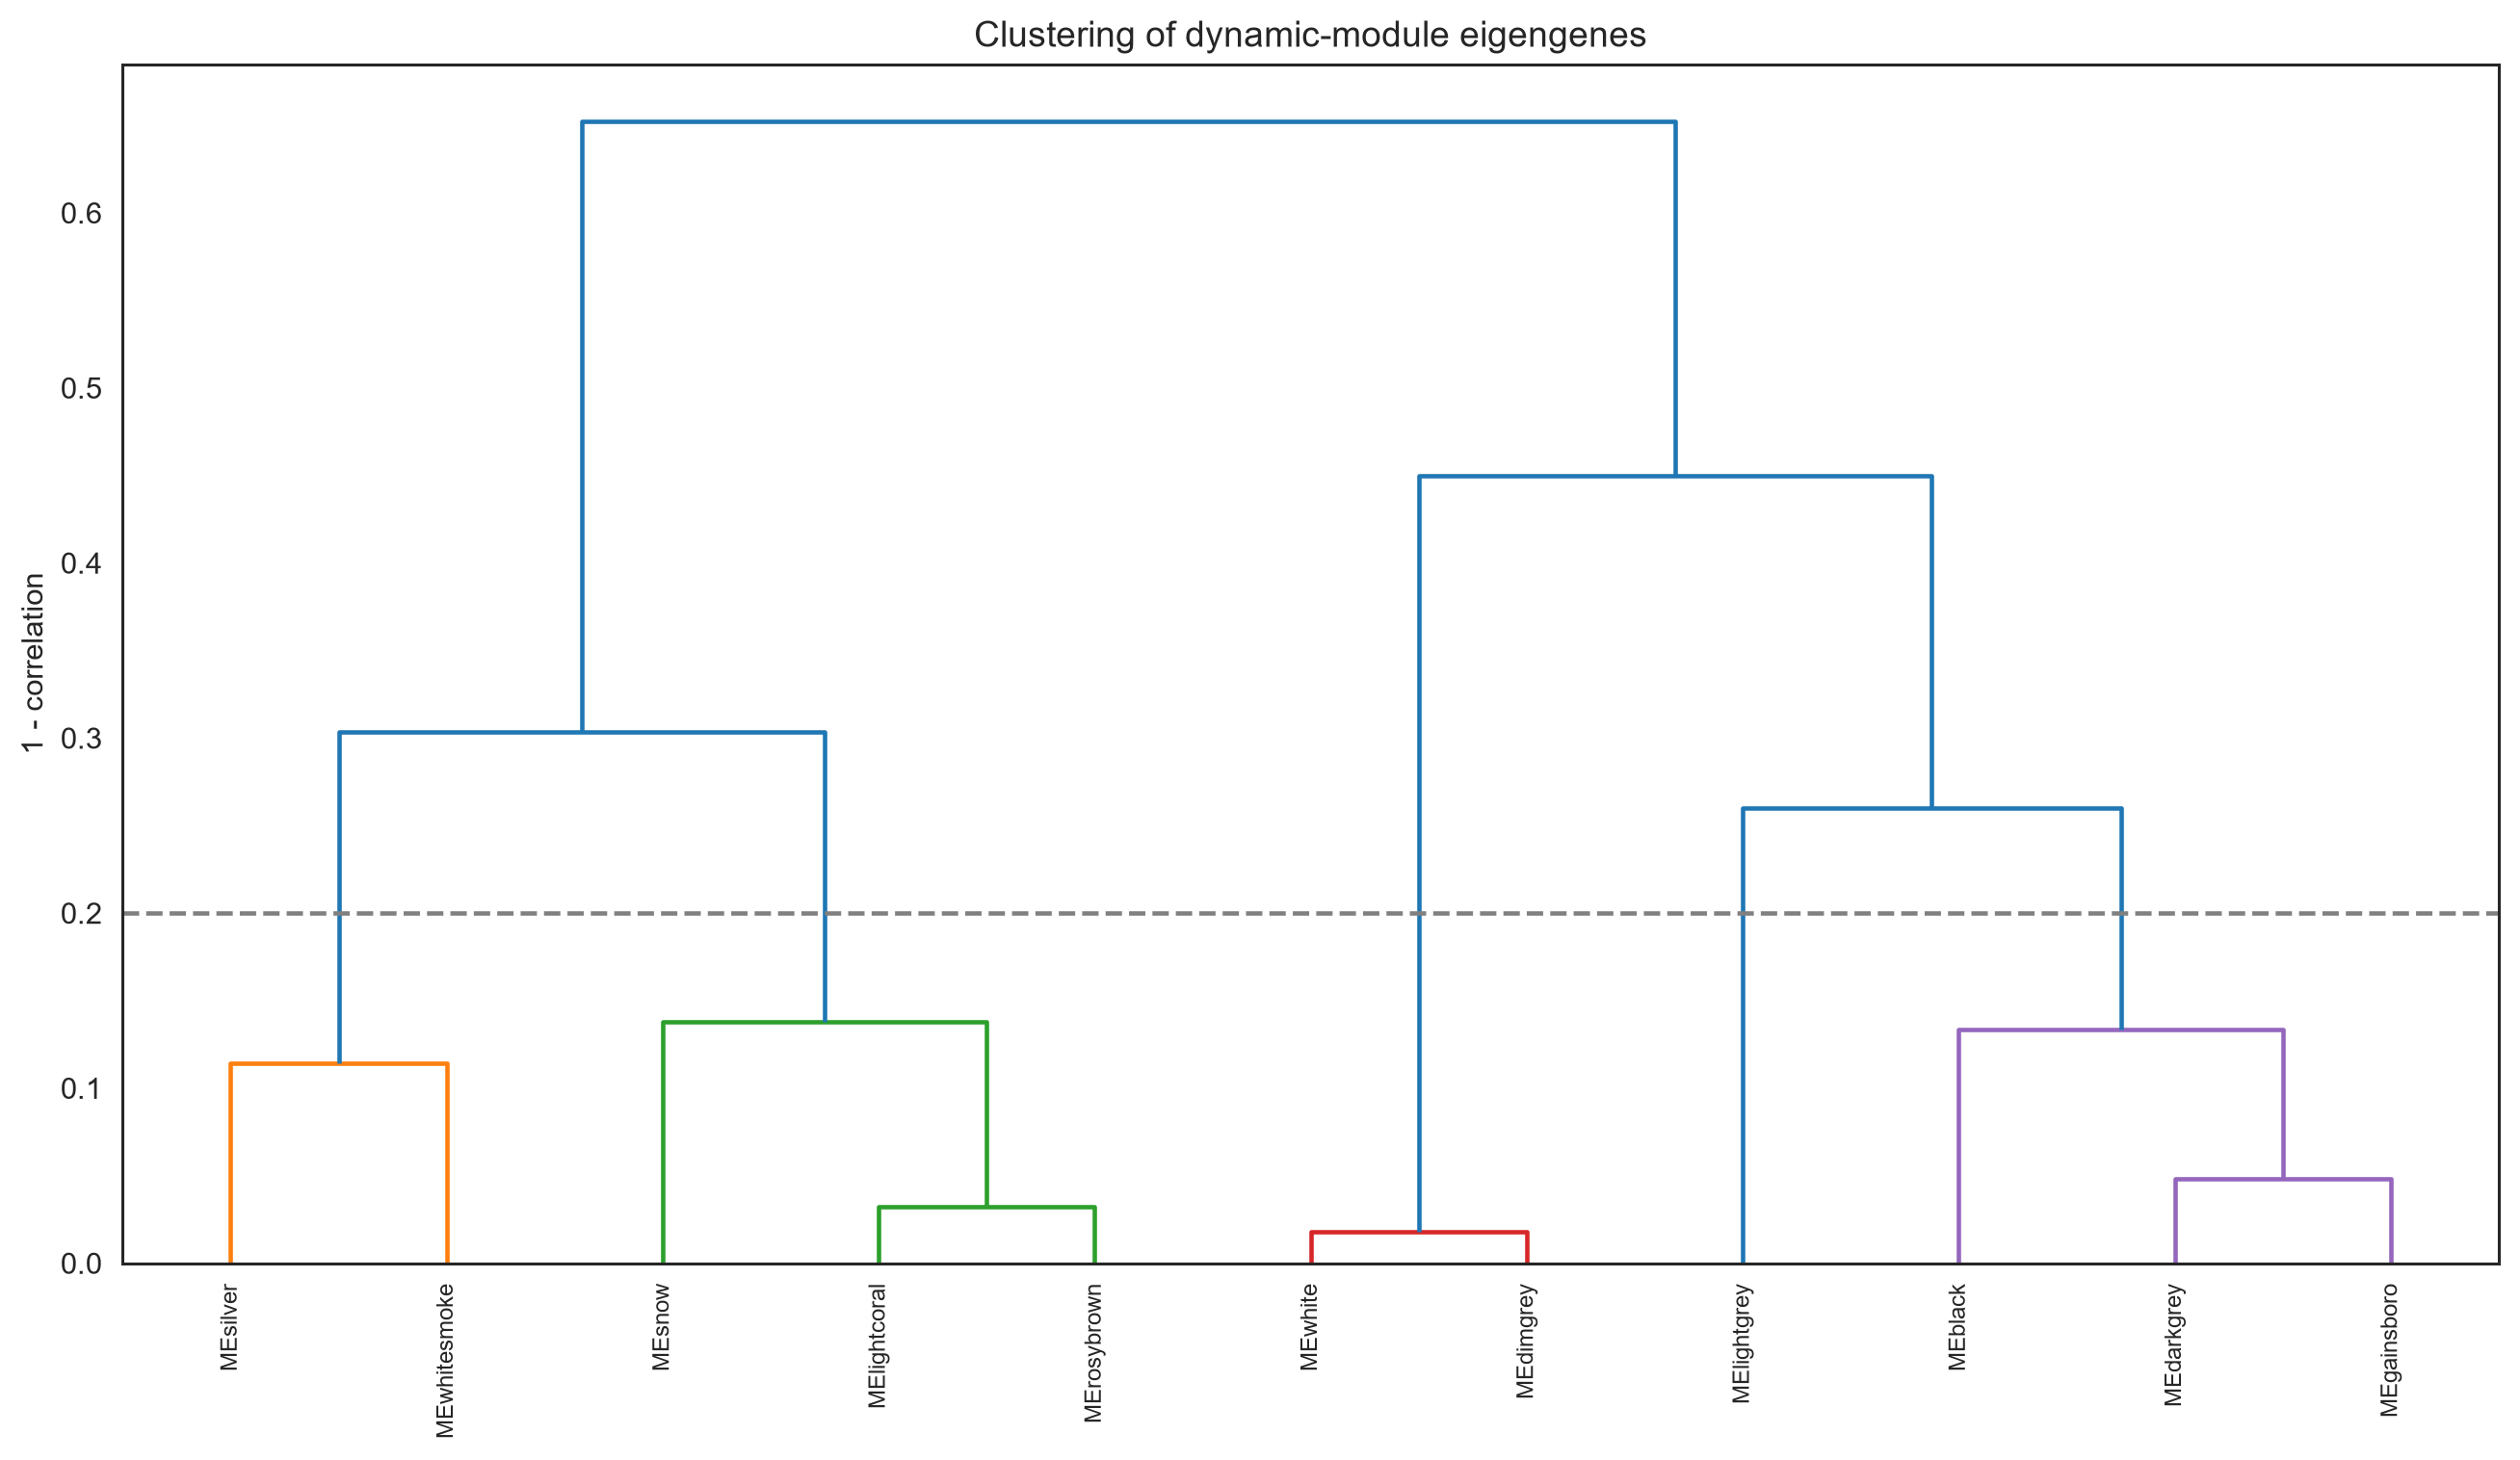 Clustering of dynamic-module eigengenes
1 - correlation
0.6
0.5
0.4
0.3
0.2
0.1
0.0
MEsilver
MEwhitesmoke
MEsnow
MElightcoral
MErosybrown
MEwhite
MEdimgrey
MElightgrey
MEblack
MEdarkgrey
MEgainsboro